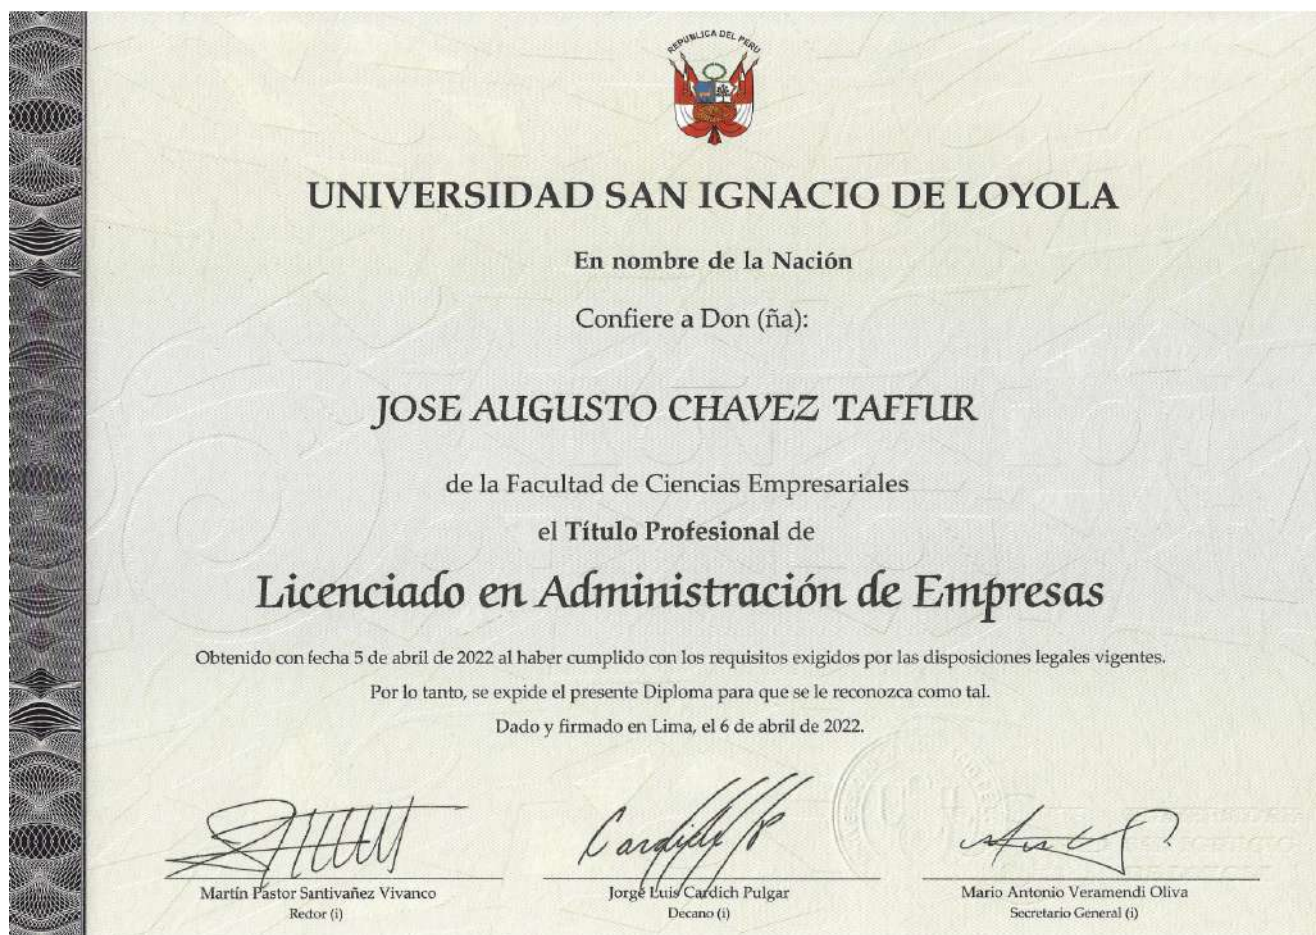 REPUBLICA DEL PERU
UNIVERSIDAD SAN IGNACIO DE LOYOLA
En nombre de la Nación
Confiere a Don (ña):
JOSE AUGUSTO CHAVEZ TAFFUR
de la Facultad de Ciencias Empresariales
el Título Profesional de
Licenciado en Administración de Empresas
Obtenido con fecha 5 de abril de 2022 al haber cumplido con los requisitos exigidos por las disposiciones legales vigentes.
Por lo tanto, se expide el presente Diploma para que se le reconozca como tal.
Dado y firmado en Lima, el 6 de abril de 2022.
Martín Pastor Santivañez Vivanco
Rector (i)
Jorge Luis Cardich Pulgar
Decano (i)
Mario Antonio Veramendi Oliva
Secretario General (i)